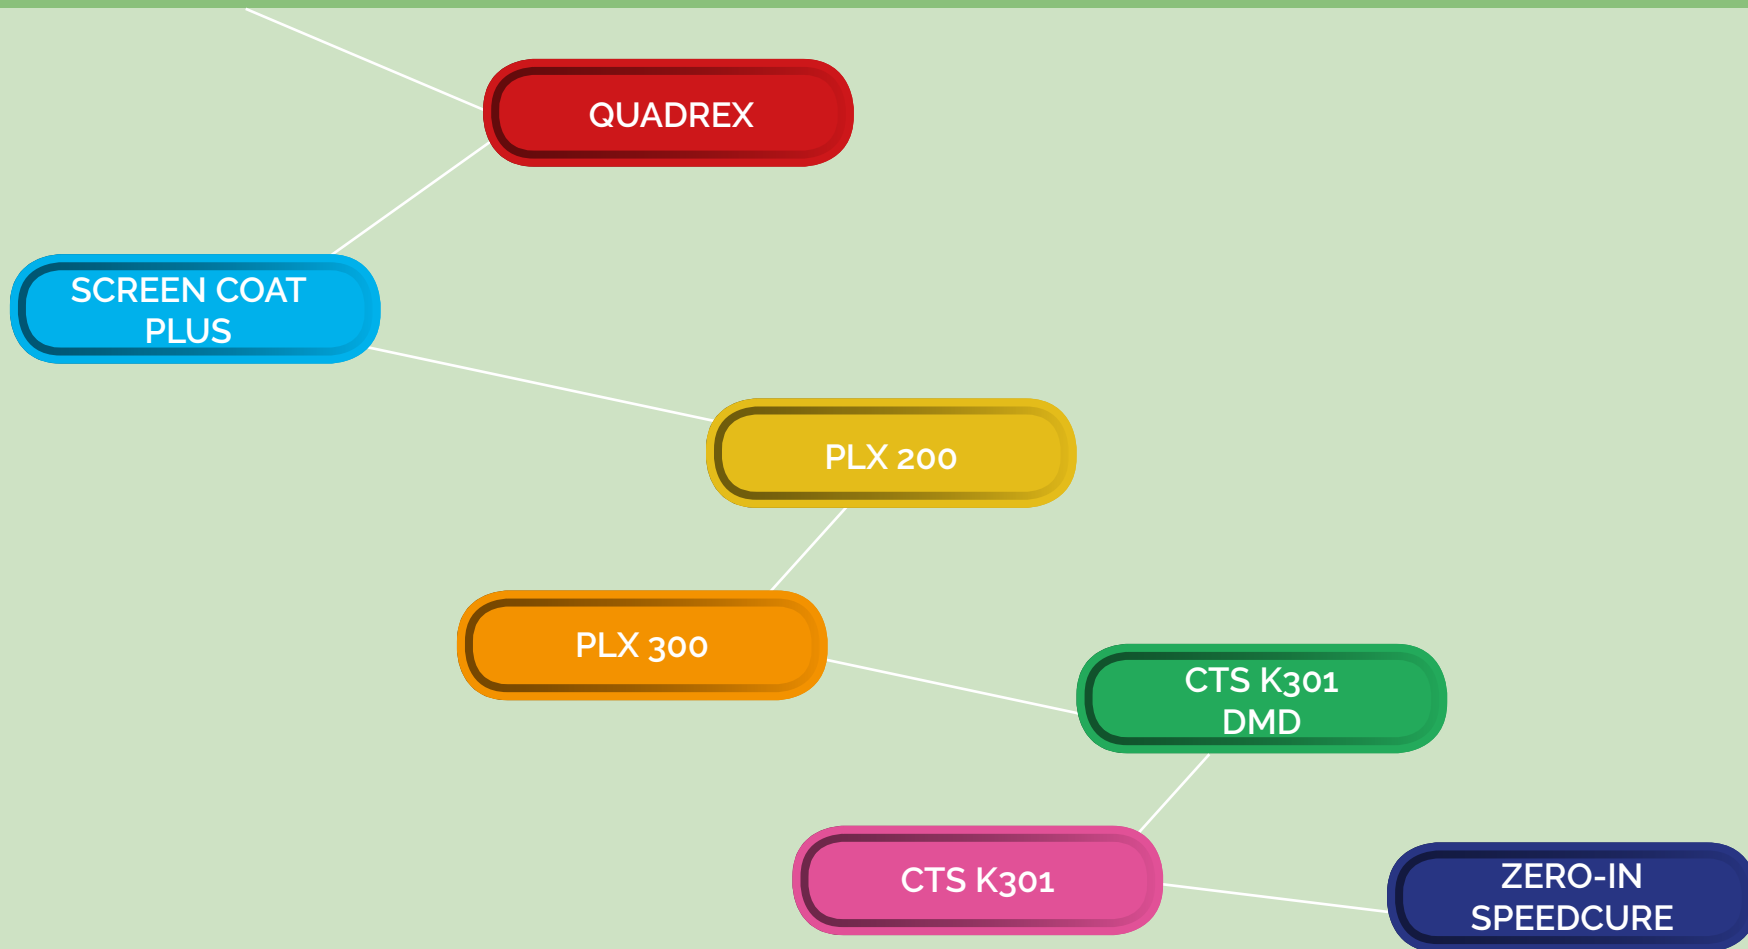 QUADREX
SCREEN COAT
PLUS
PLX 200
PLX 300
CTS K301
DMD
CTS K301
ZERO-IN
SPEEDCURE